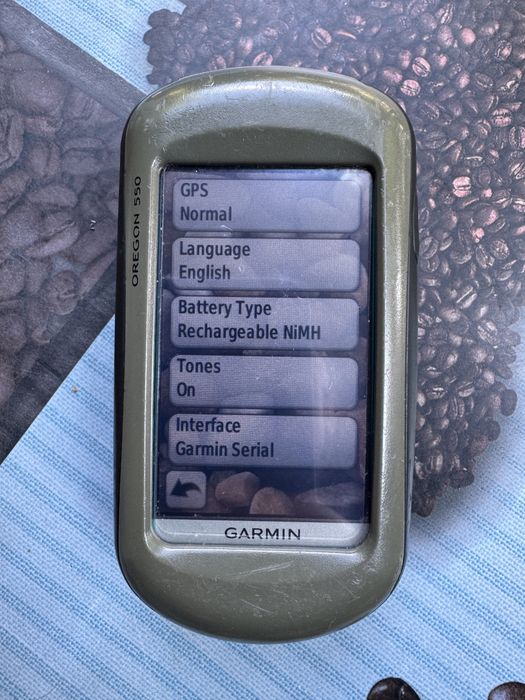 OREGON 550
GPS
Normal
Language
English
Battery Type
Rechargeable NiMH
Tones
On
Interface
Garmin Serial
GARMIN